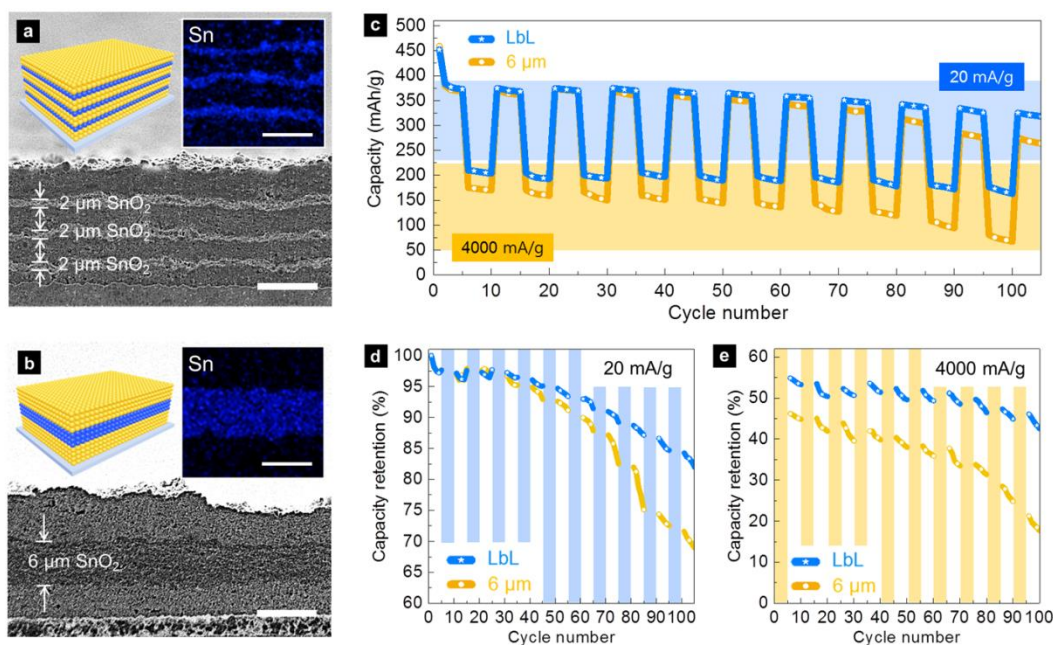 a
Sn
2 µm SnO2
2 µm SnO2
2 µm SnO2
b
Sn
6 µm SnO2
c
LbL
6 µm
20 mA/g
4000 mA/g
Capacity (mAh/g)
450
400
350
300
250
200
150
100
50
0
0 10 20 30 40 50 60 70 80 90 100
Cycle number
d
20 mA/g
Capacity retention (%)
100
95
90
85
80
75
70
65
60
LbL
6 µm
0 10 20 30 40 50 60 70 80 90 100
Cycle number
e
4000 mA/g
Capacity retention (%)
60
50
40
30
20
10
0
LbL
6 µm
0 10 20 30 40 50 60 70 80 90 100
Cycle number